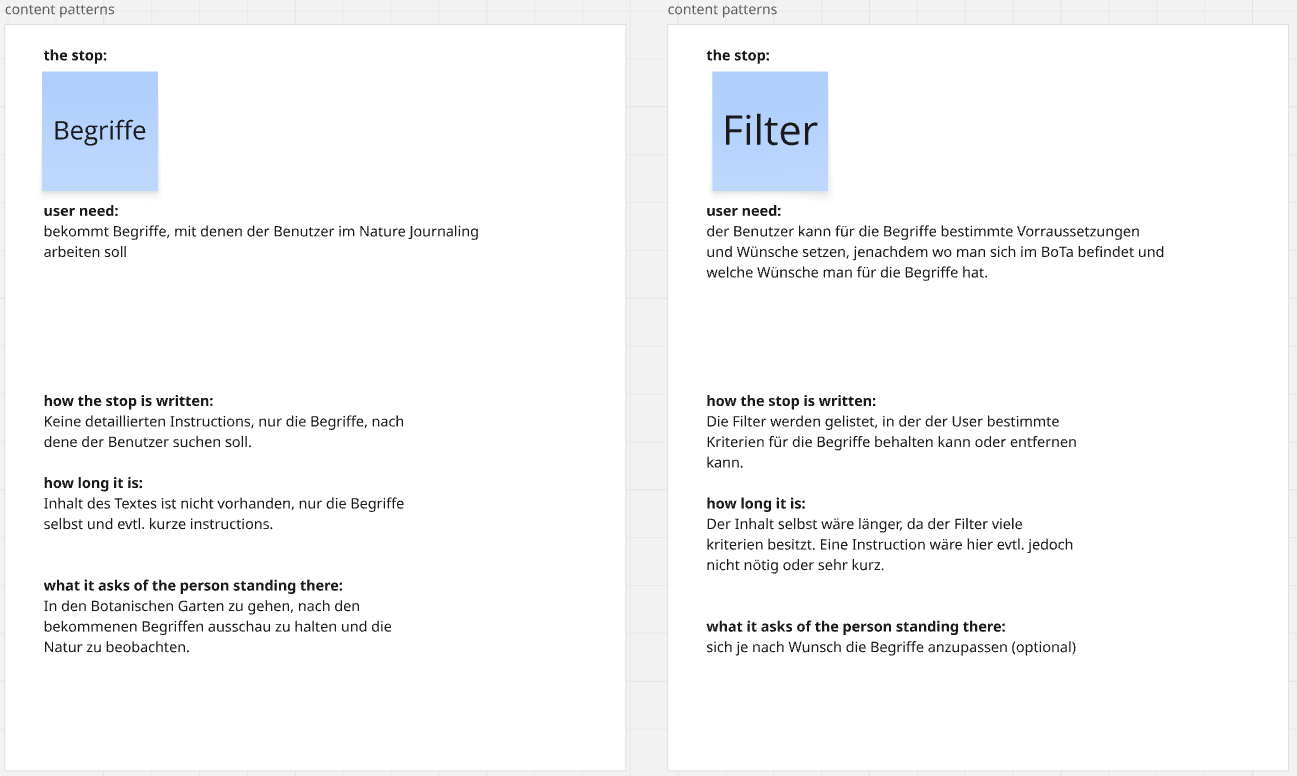 content patterns
the stop:
Begriffe
user need:
bekommt Begriffe, mit denen der Benutzer im Nature Journaling
arbeiten soll
how the stop is written:
Keine detaillierten Instructions, nur die Begriffe, nach
dene der Benutzer suchen soll.
how long it is:
Inhalt des Textes ist nicht vorhanden, nur die Begriffe
selbst und evtl. kurze instructions.
what it asks of the person standing there:
In den Botanischen Garten zu gehen, nach den
bekommenen Begriffen ausschau zu halten und die
Natur zu beobachten.
content patterns
the stop:
Filter
user need:
der Benutzer kann für die Begriffe bestimmte Vorraussetzungen
und Wünsche setzen, jenachdem wo man sich im BoTa befindet und
welche Wünsche man für die Begriffe hat.
how the stop is written:
Die Filter werden gelistet, in der der User bestimmte
Kriterien für die Begriffe behalten kann oder entfernen
kann.
how long it is:
Der Inhalt selbst wäre länger, da der Filter viele
kriterien besitzt. Eine Instruction wäre hier evtl. jedoch
nicht nötig oder sehr kurz.
what it asks of the person standing there:
sich je nach Wunsch die Begriffe anzupassen (optional)